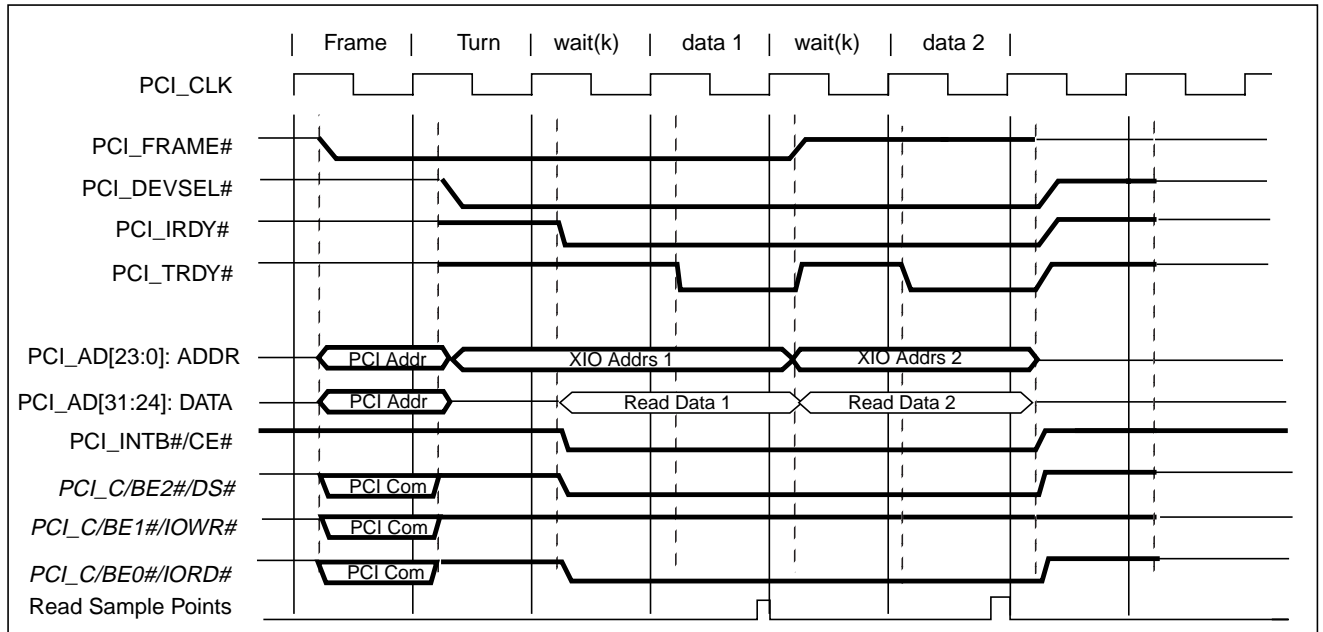 | Frame | Turn | wait(k) | data 1 | wait(k) | data 2 |
PCI_CLK
PCI_FRAME#
PCI_DEVSEL#
PCI_IRDY#
PCI_TRDY#
PCI_AD[23:0]: ADDR PCI Addr XIO Addrs 1 XIO Addrs 2
PCI_AD[31:24]: DATA PCI Addr Read Data 1 Read Data 2
PCI_INTB#/CE#
PCI_C/BE2#/DS# PCI Com
PCI_C/BE1#/IOWR# PCI Com
PCI_C/BE0#/IORD# PCI Com
Read Sample Points